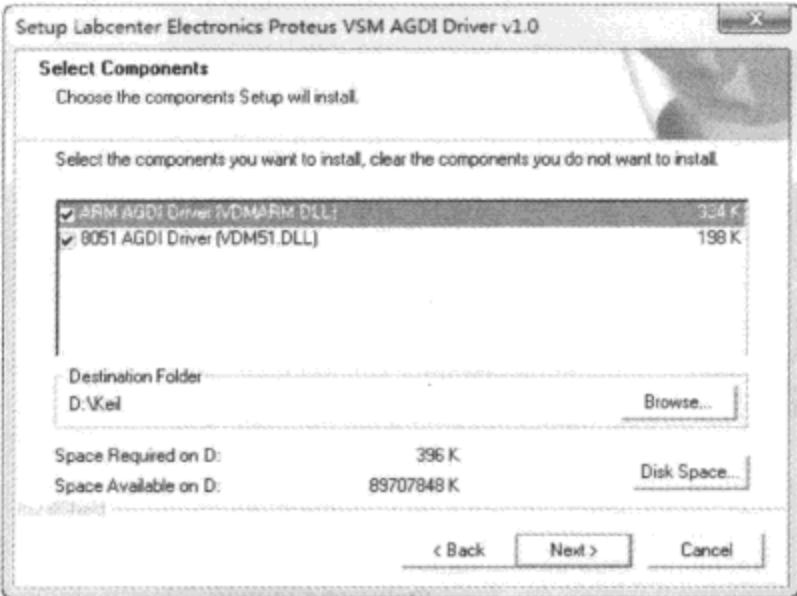 Setup Labcenter Electronics Proteus VSM AGDI Driver v1.0
Select Components
Choose the components Setup will install.
Select the components you want to install, clear the components you do not want to install.
ARM AGDI Driver (VDMARM.DLL) K
8051 AGDI Driver (VDM51.DLL) 198 K
Destination Folder
D:\Keil
Browse...
Space Required on D: 396 K
Space Available on D: 89707848 K
Disk Space...
InstallShield
< Back Next > Cancel